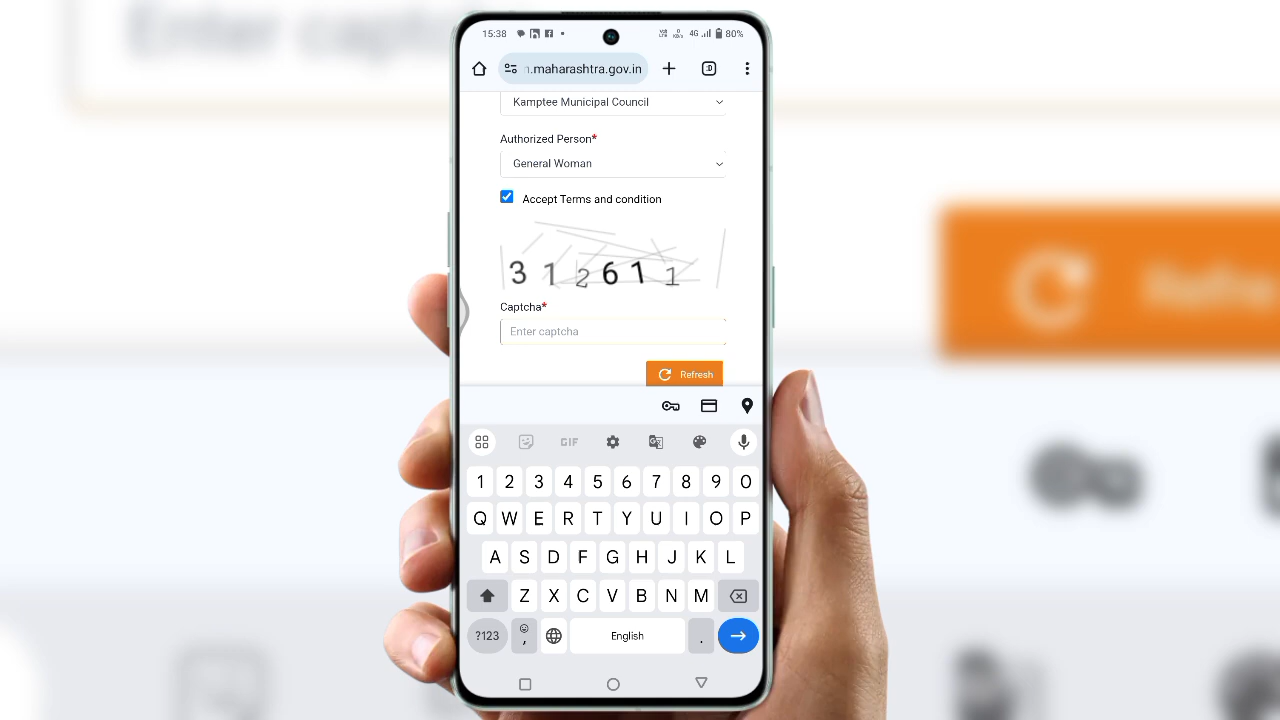 15:38 4G 80%
.maharashtra.gov.in :D
Kamptee Municipal Council
Authorized Person*
General Woman
Accept Terms and condition
3 1 2 6 1 1
Captcha*
Enter captcha
Refresh
GIF
1 2 3 4 5 6 7 8 9 0
Q W E R T Y U I O P
A S D F G H J K L
Z X C V B N M
?123 , English .